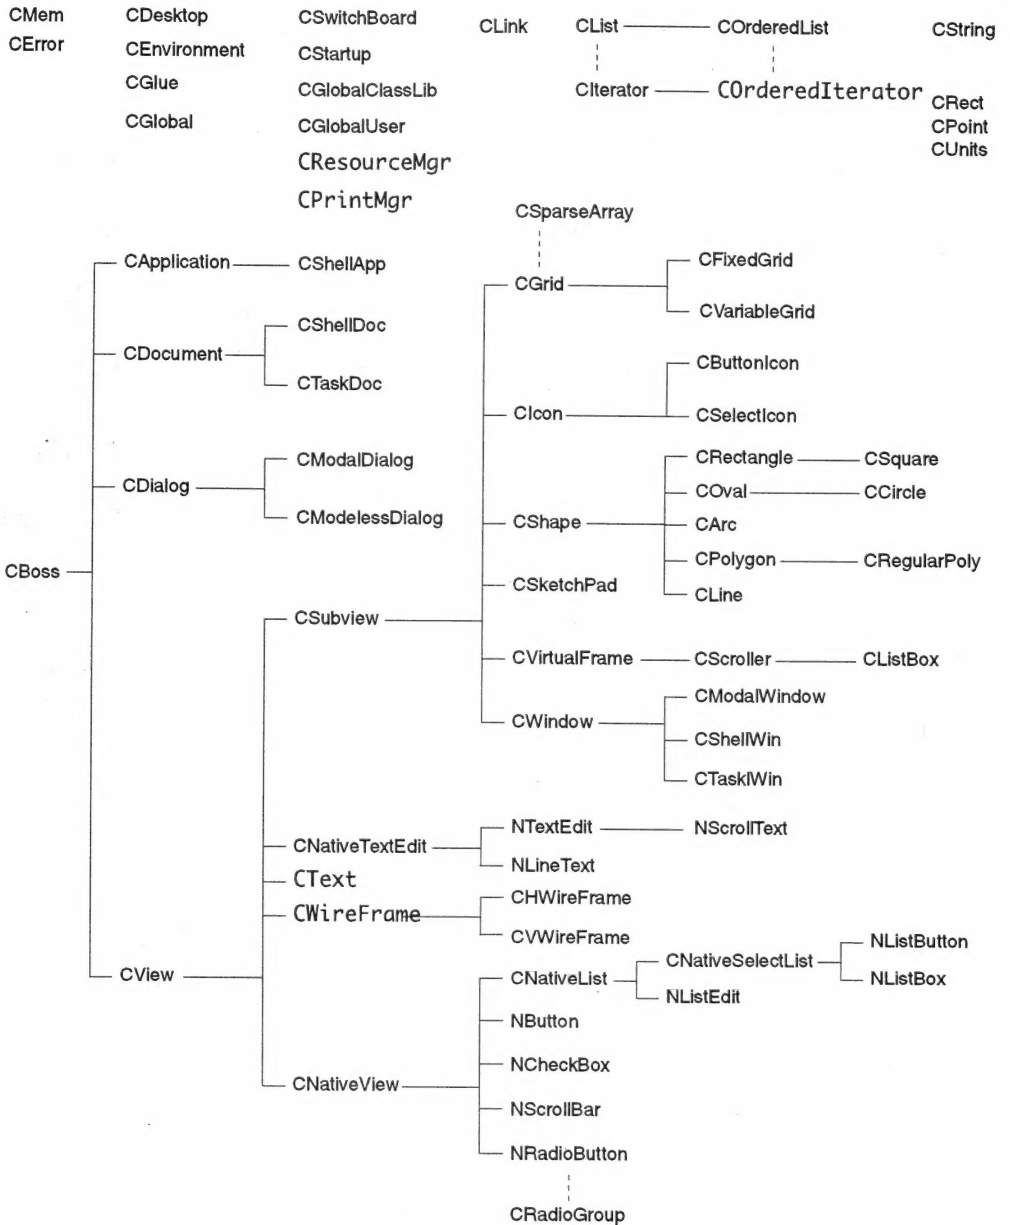 CMem CDesktop CSwitchBoard CLink CList COrderedList CString
CError CEnvironment CStartup
CGlue CGlobalClassLib CIterator COrderedIterator CRect
CGlobal CGlobalUser CPoint
CResourceMgr CUnits
CPrintMgr
CSparseArray
CApplication CShellApp CFixedGrid
CGrid
CVariableGrid
CShellDoc
CDocument CButtonIcon
CTaskDoc
CIcon CSelectIcon
CModalDialog CRectangle CSquare
CDialog COval CCircle
CModelessDialog CShape CArc
CBoss CPolygon CRegularPoly
CSketchPad CLine
CSubview
CVirtualFrame CScroller CListBox
CModalWindow
CWindow
CShellWin
CTaskWin
NTextEdit NScrollText
CNativeTextEdit
NLineText
CText
CHWireFrame
CWireFrame
CVWireFrame NListButton
CNativeSelectList
CView CNativeList NListBox
NListEdit
NButton
NCheckBox
CNativeView
NScrollBar
NRadioButton
CRadioGroup